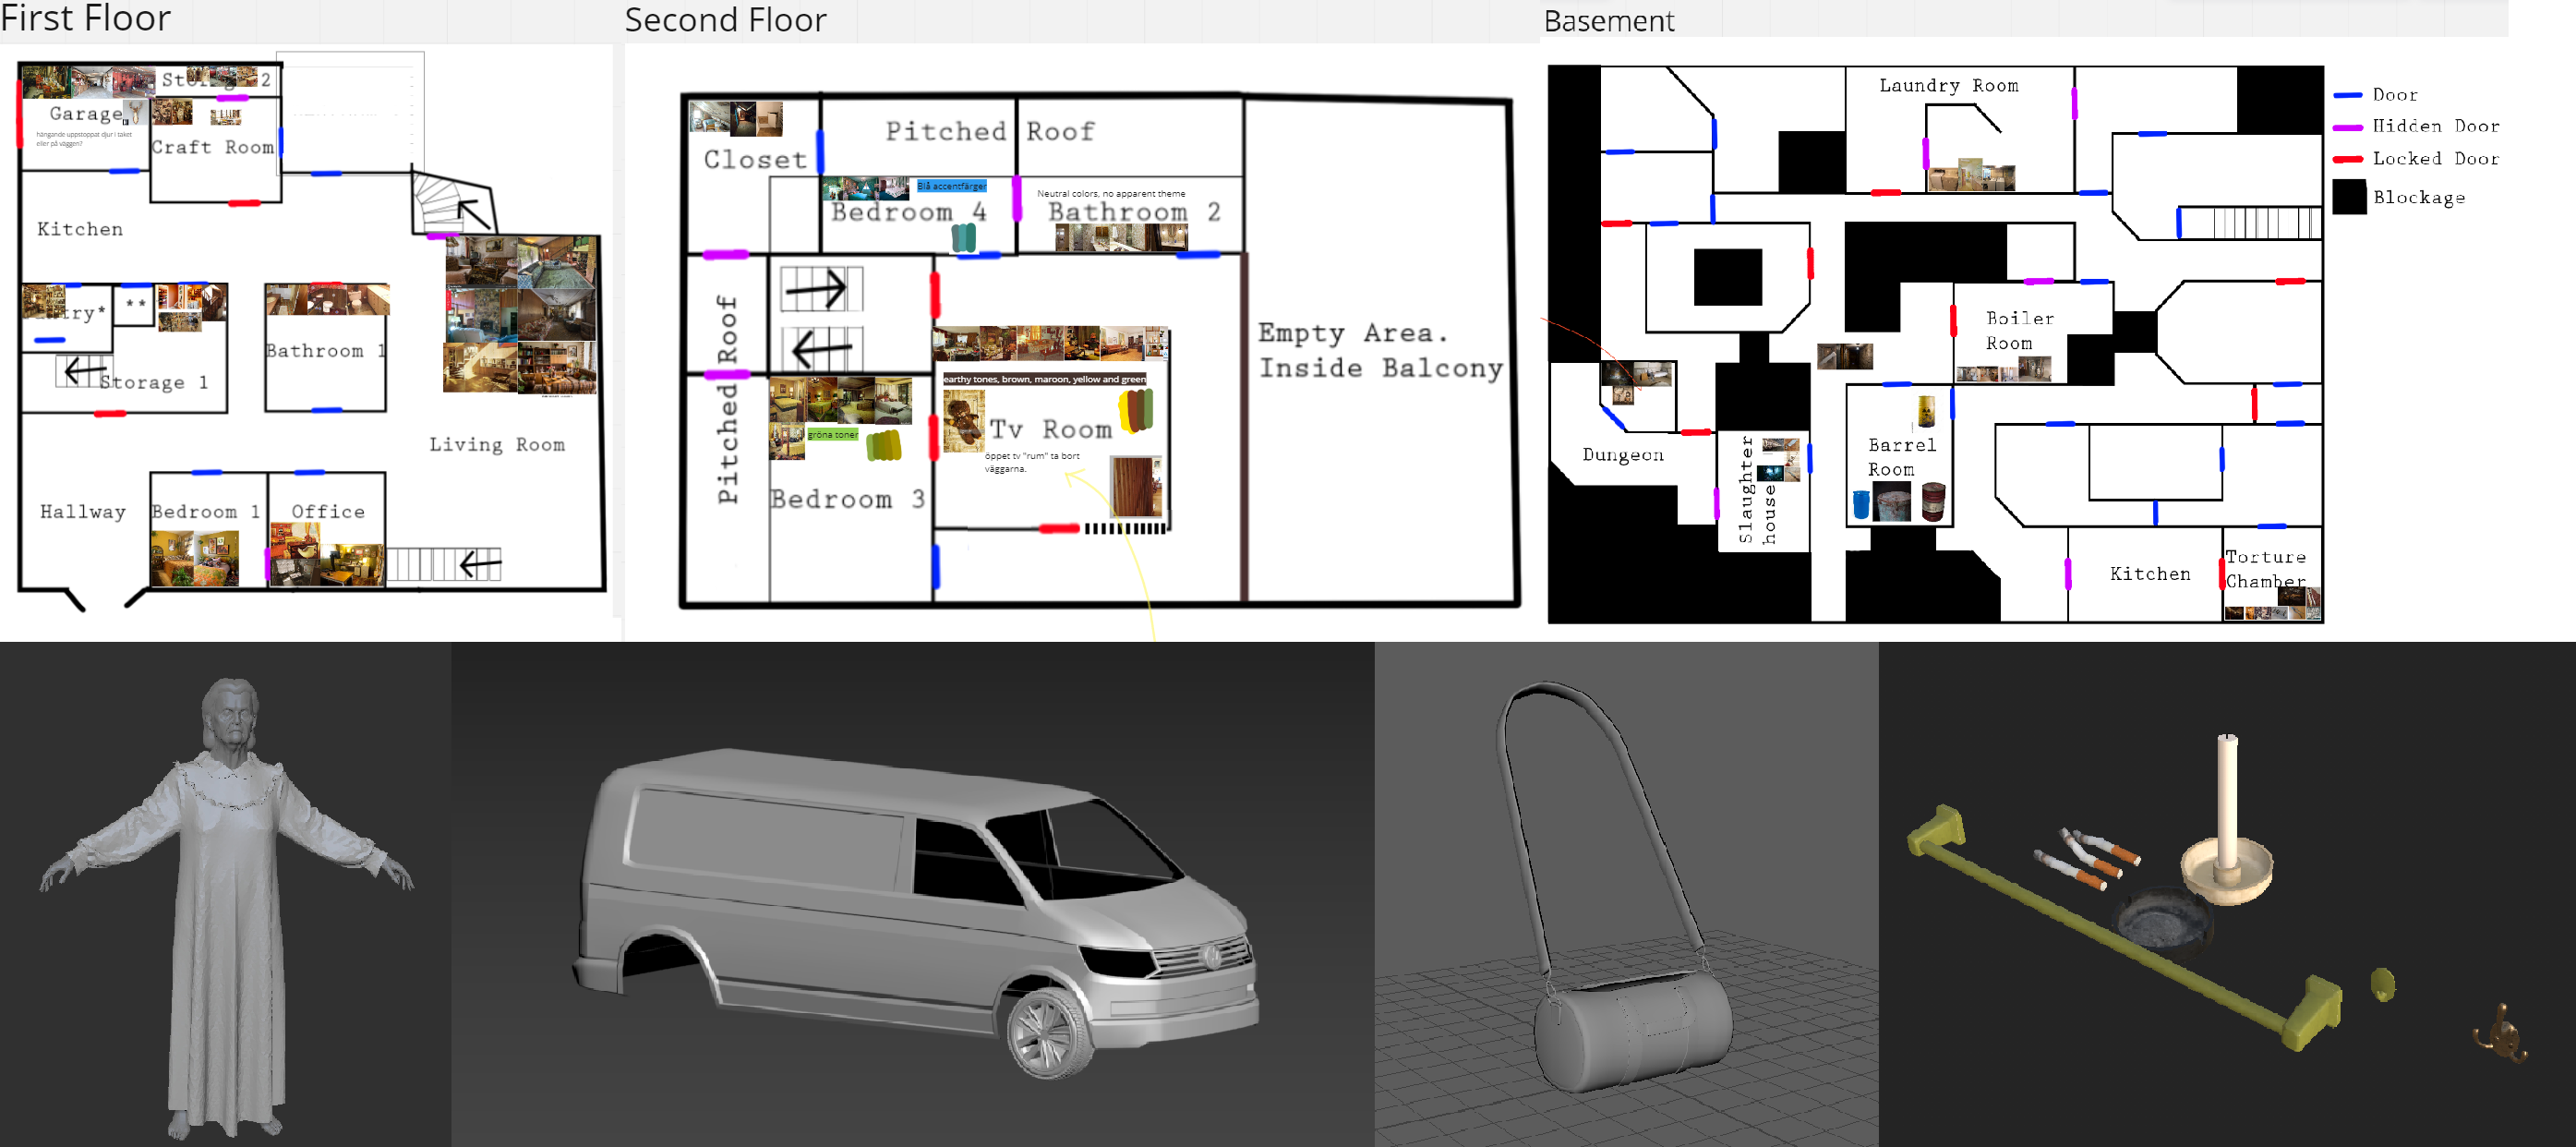 First Floor
Second Floor
Basement
Garage
hängande uppstoppat djur i taket
eller på väggen?
2
Craft Room
Kitchen
**
Bathroom 1
Storage 1
Living Room
Hallway
Bedroom 1
Office
Closet
Pitched Roof
Blå accentfärger
Bedroom 4
Neutral colors, no apparent theme
Bathroom 2
Pitched Roof
gröna toner
Bedroom 3
earthy tones, brown, maroon, yellow and green
Tv Room
öppet tv "rum" ta bort
väggarna.
Empty Area.
Inside Balcony
Laundry Room
Boiler
Room
Dungeon
Slaughter
house
Barrel
Room
Kitchen
Torture
Chamber
Door
Hidden Door
Locked Door
Blockage